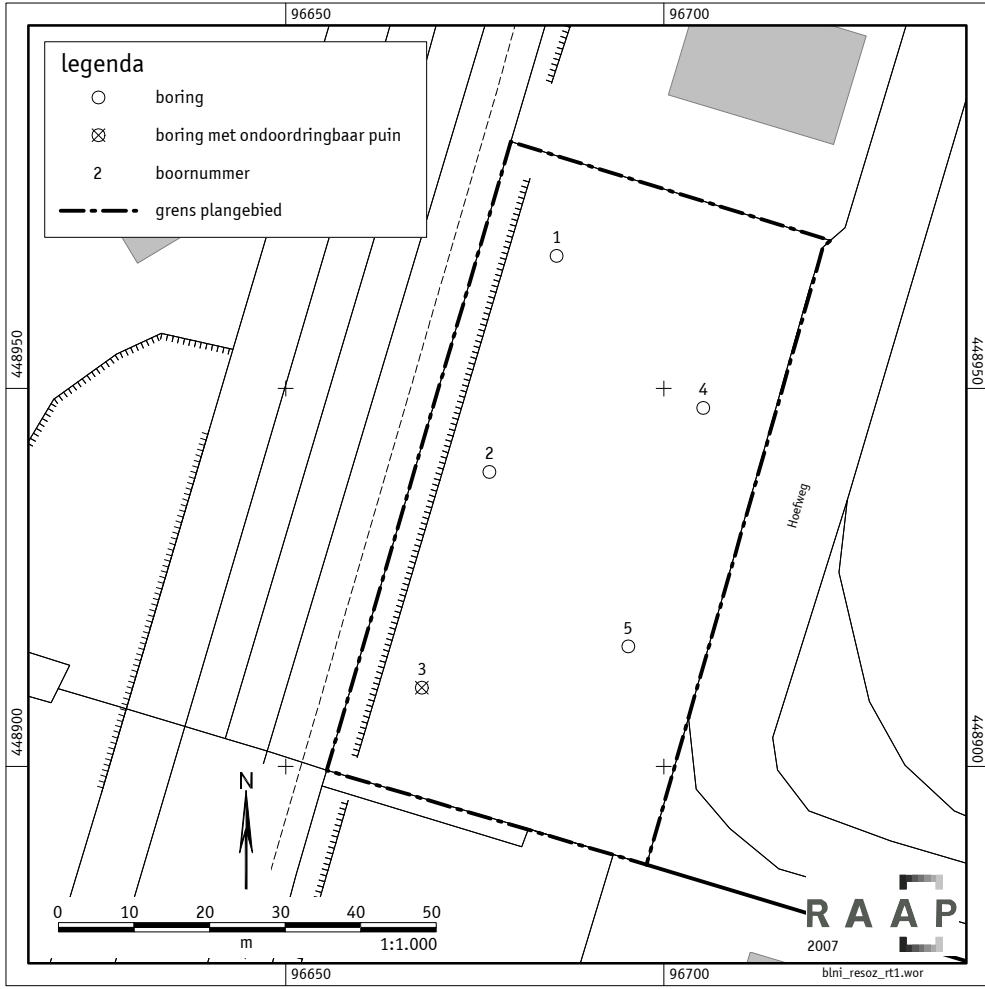 96650
96700
legenda
boring
boring met ondoordringbaar puin
2 boornummer
grens plangebied
1
448950
448950
4
2
Hoefweg
5
3
448900
448900
N
RAAP
0 10 20 30 40 50
m
1:1.000
2007
96650
96700
blni_resoz_rt1.wor